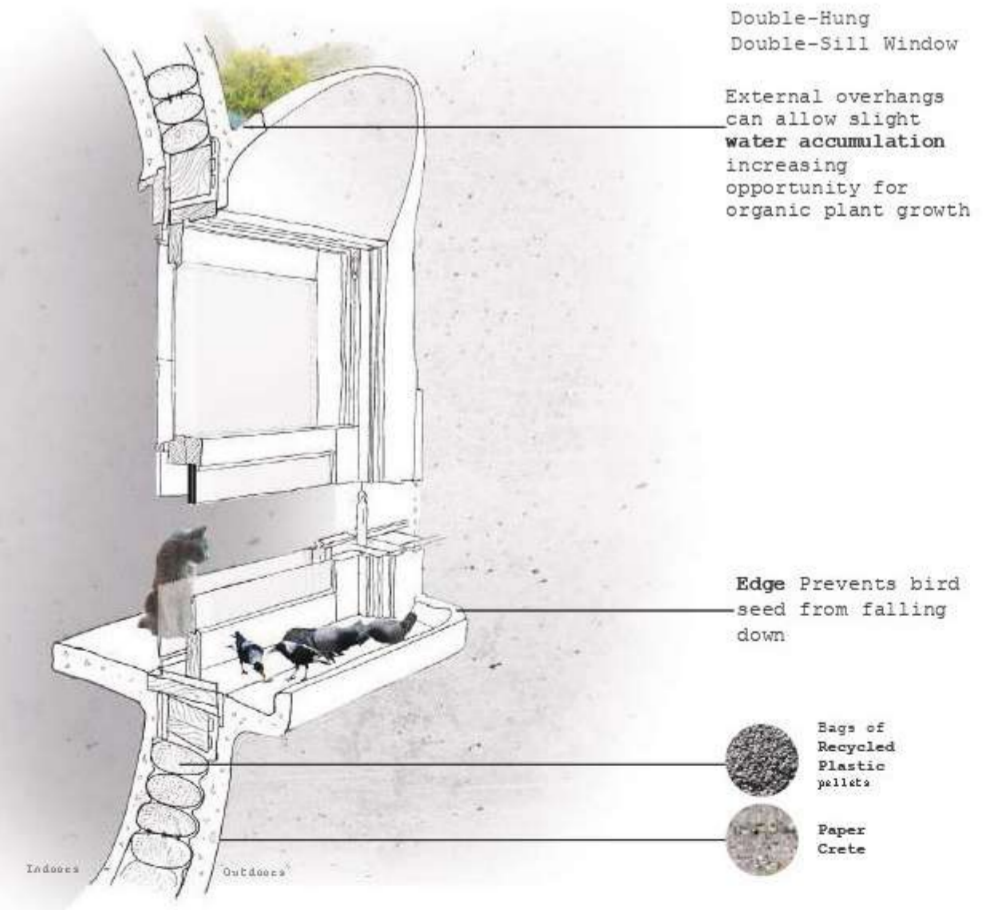 Double-Hung
Double-Sill Window
External overhangs
can allow slight
water accumulation
increasing
opportunity for
organic plant growth
Edge Prevents bird
seed from falling
down
Bags of
Recycled
Plastic
pellets
Paper
Crete
Indoors
Outdoors